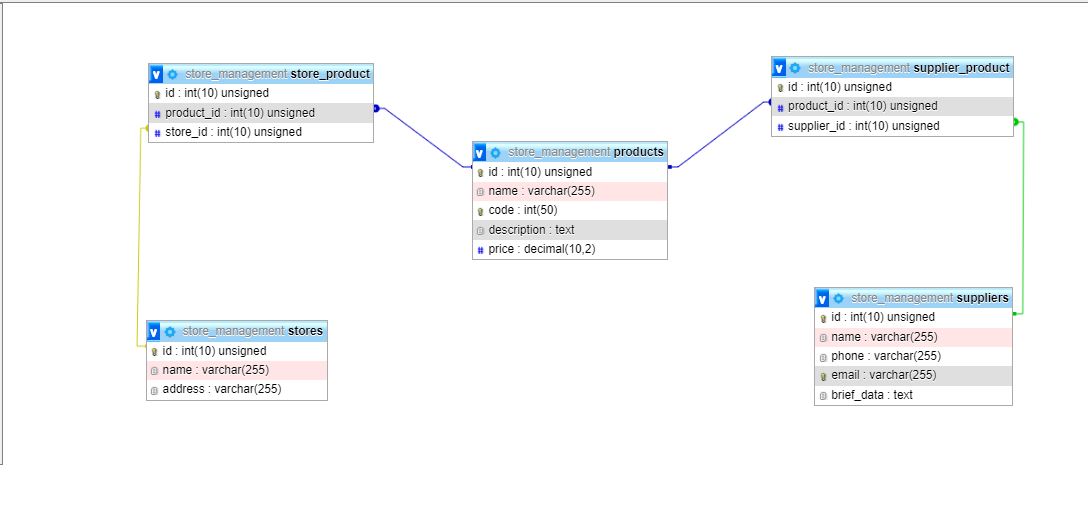 store_management store_product
id : int(10) unsigned
product_id : int(10) unsigned
store_id : int(10) unsigned
store_management supplier_product
id : int(10) unsigned
product_id : int(10) unsigned
supplier_id : int(10) unsigned
store_management products
id : int(10) unsigned
name : varchar(255)
code : int(50)
description : text
price : decimal(10,2)
store_management stores
id : int(10) unsigned
name : varchar(255)
address : varchar(255)
store_management suppliers
id : int(10) unsigned
name : varchar(255)
phone : varchar(255)
email : varchar(255)
brief_data : text